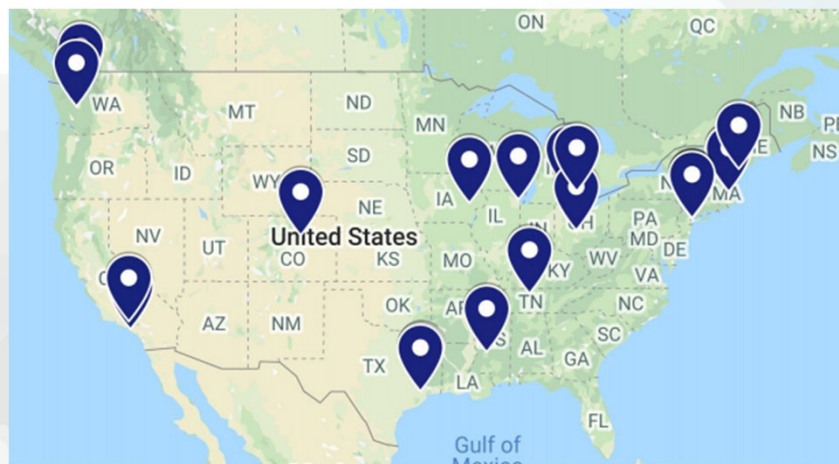 ON
QC
WA
MT
ND
MN
NB
OR
ID
SD
WY
IA
MA
NE
NV
UT
United States
CO
KS
IL
PA
MD
DE
MO
KY
WV
VA
OK
TN
NC
AZ
NM
SC
TX
AL
GA
LA
FL
NS
Gulf of
Mexico